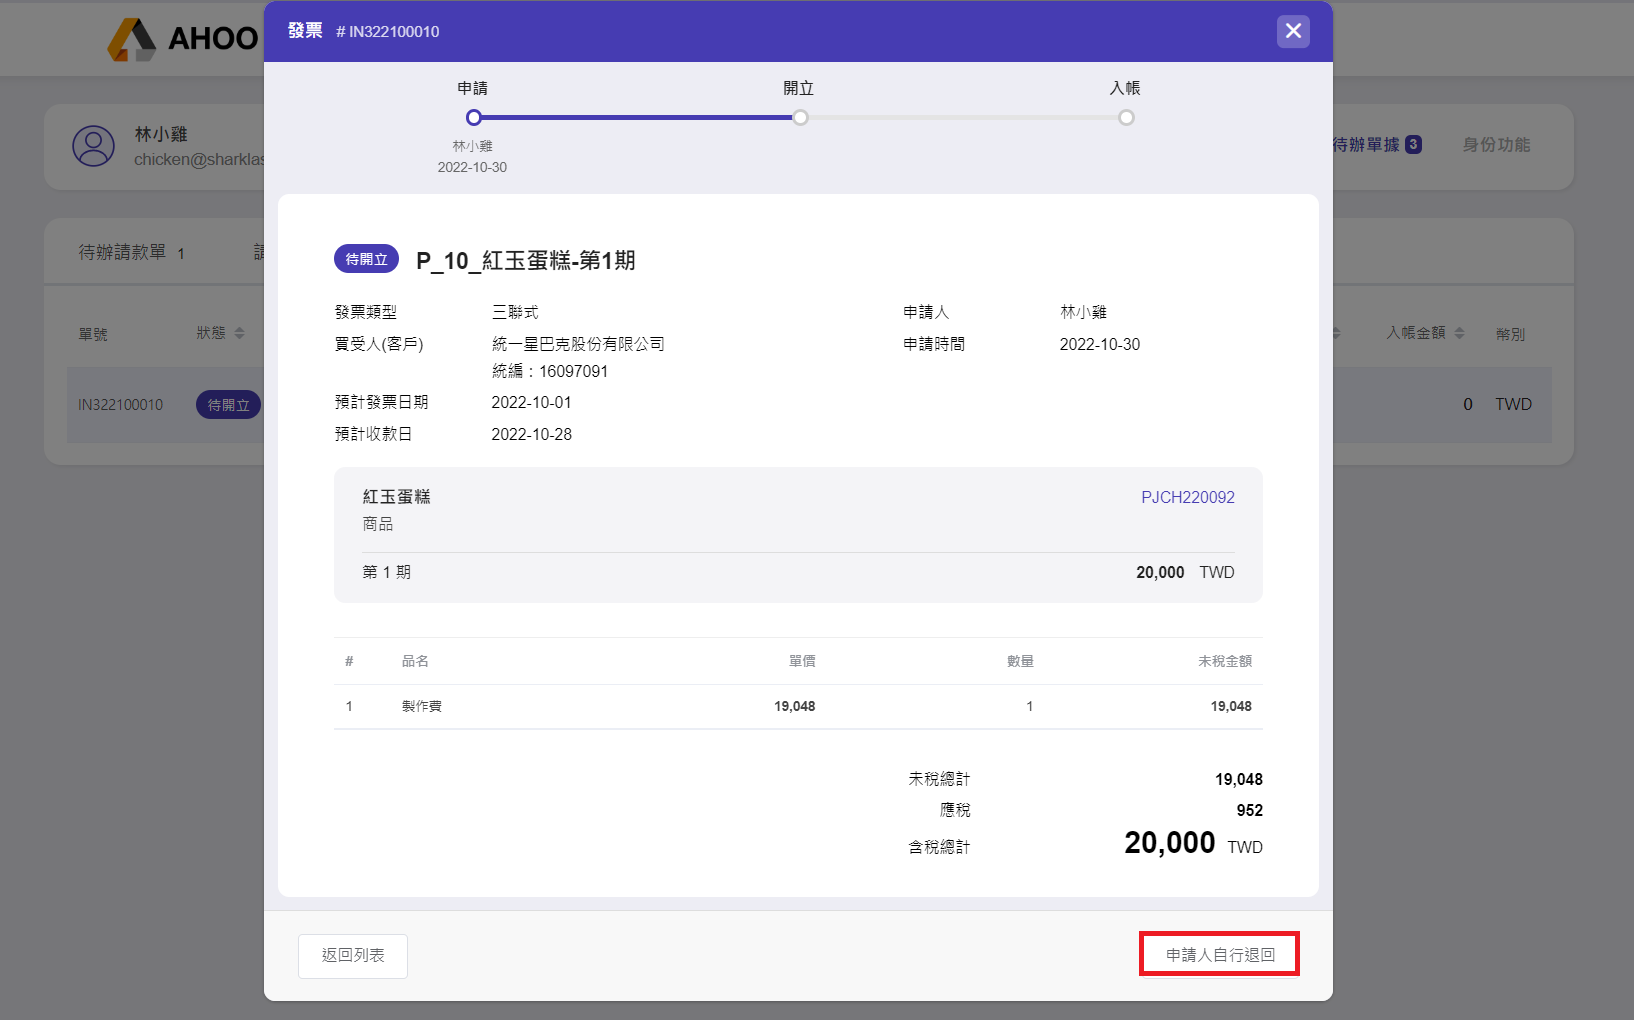 AHOO
發票 # IN322100010
申請 開立 入帳
林小雞
2022-10-30
林小雞
chicken@sharklas
待辦單據 3 身份功能
待辦請款單 1
單號 狀態 入帳金額 幣別
IN322100010 待開立 0 TWD
待開立 P_10_紅玉蛋糕-第1期
發票類型 三聯式 申請人 林小雞
買受人(客戶) 統一星巴克股份有限公司 申請時間 2022-10-30
統編：16097091
預計發票日期 2022-10-01
預計收款日 2022-10-28
紅玉蛋糕 PJCH220092
商品
第 1 期 20,000 TWD
# 品名 單價 數量 未稅金額
1 製作費 19,048 1 19,048
未稅總計 19,048
應稅 952
含稅總計 20,000 TWD
返回列表 申請人自行退回